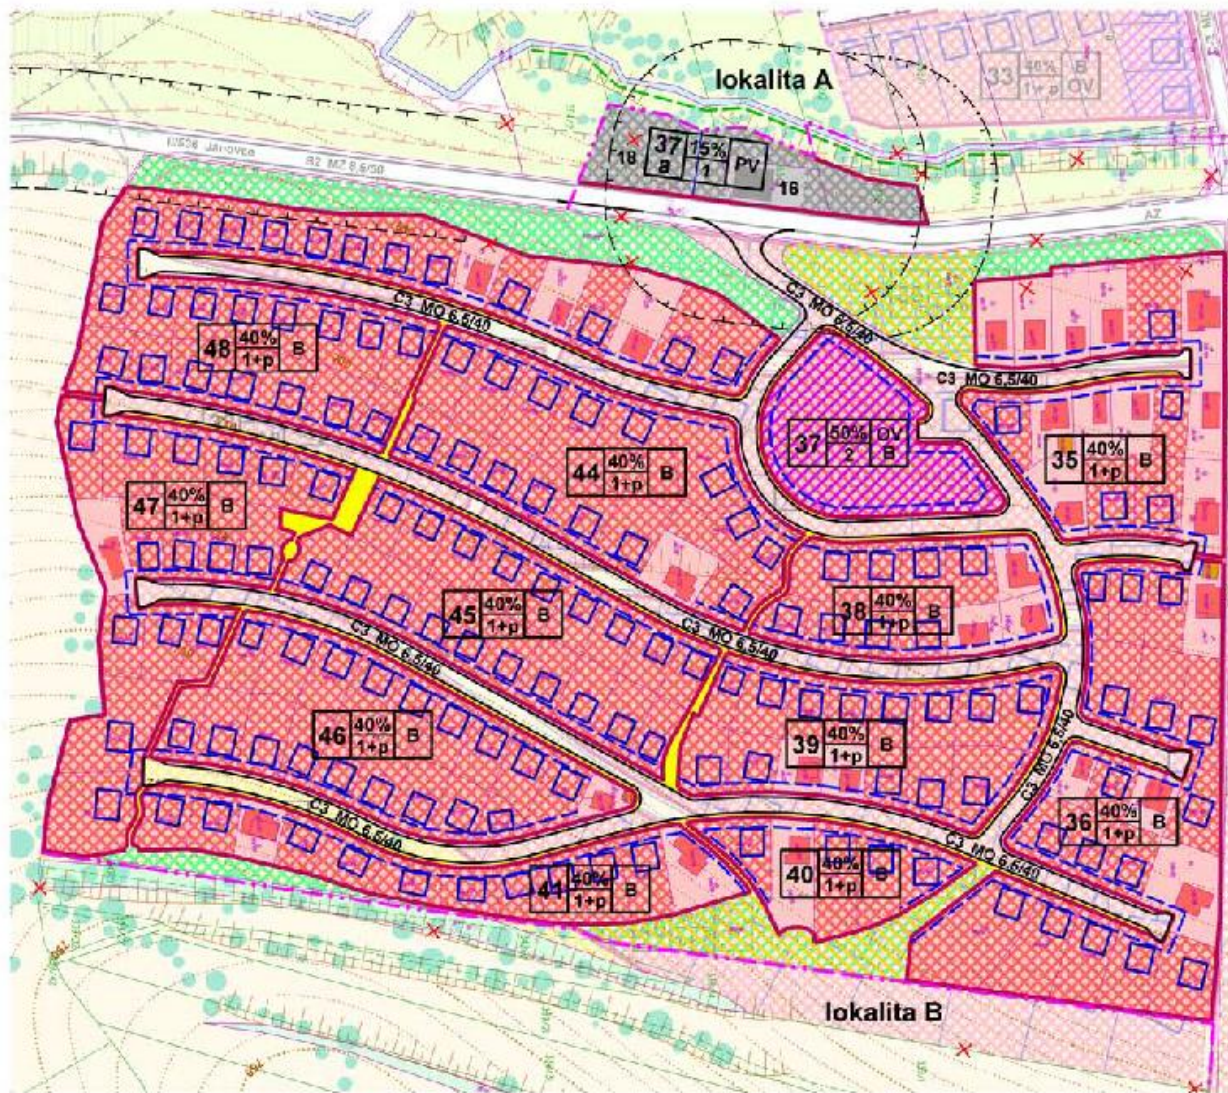 lokalita A
33 40% B
1+p OV
37 15% PV
a 1
18
16
B2 MZ 8,5/50
AZ
C3 MO 6,5/40
C3 MO 6,5/40
C3 MO 6,5/40
48 40% B
1+p
37 50% OV
2 B
35 40% B
1+p
44 40% B
1+p
47 40% B
1+p
45 40% B
1+p
38 40% B
1+p
C3 MO 6,5/40
C3 MO 6,5/40
46 40% B
1+p
39 40% B
1+p
C3 MO 6,5/40
36 40% B
1+p
C3 MO 6,5/40
C3 MO 6,5/40
41 40% B
1+p
40 40% B
1+p
lokalita B